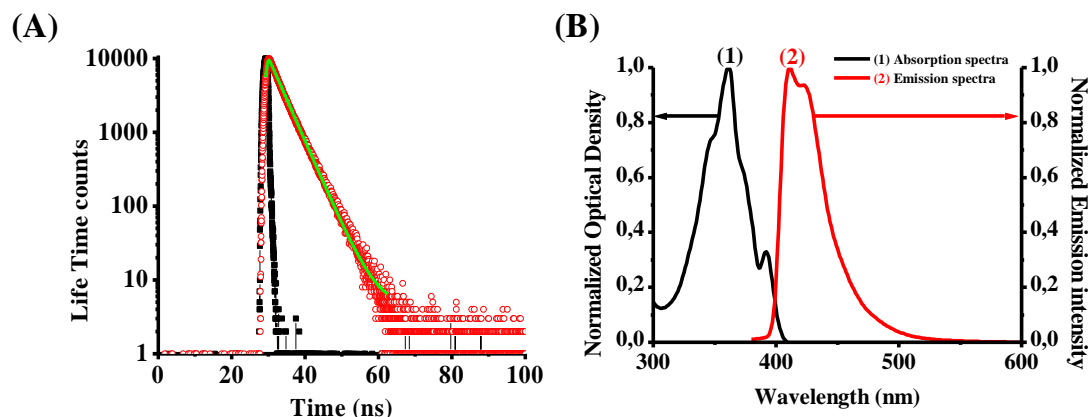 (A)
10000
1000
100
10
1
Life Time counts
0 20 40 60 80 100
Time (ns)
(B)
(1) (2)
(1) Absorption spectra
(2) Emission spectra
1,0
0,8
0,6
0,4
0,2
0,0
Normalized Optical Density
1,0
0,8
0,6
0,4
0,2
0,0
Normalized Emission intensity
300 400 500 600
Wavelength (nm)